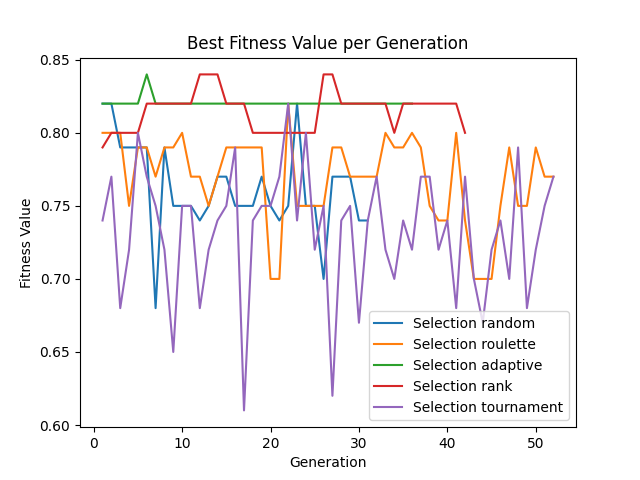 Best Fitness Value per Generation
0.85
0.80
0.75
0.70
0.65
0.60
Fitness Value
0
10
20
30
40
50
Generation
Selection random
Selection roulette
Selection adaptive
Selection rank
Selection tournament